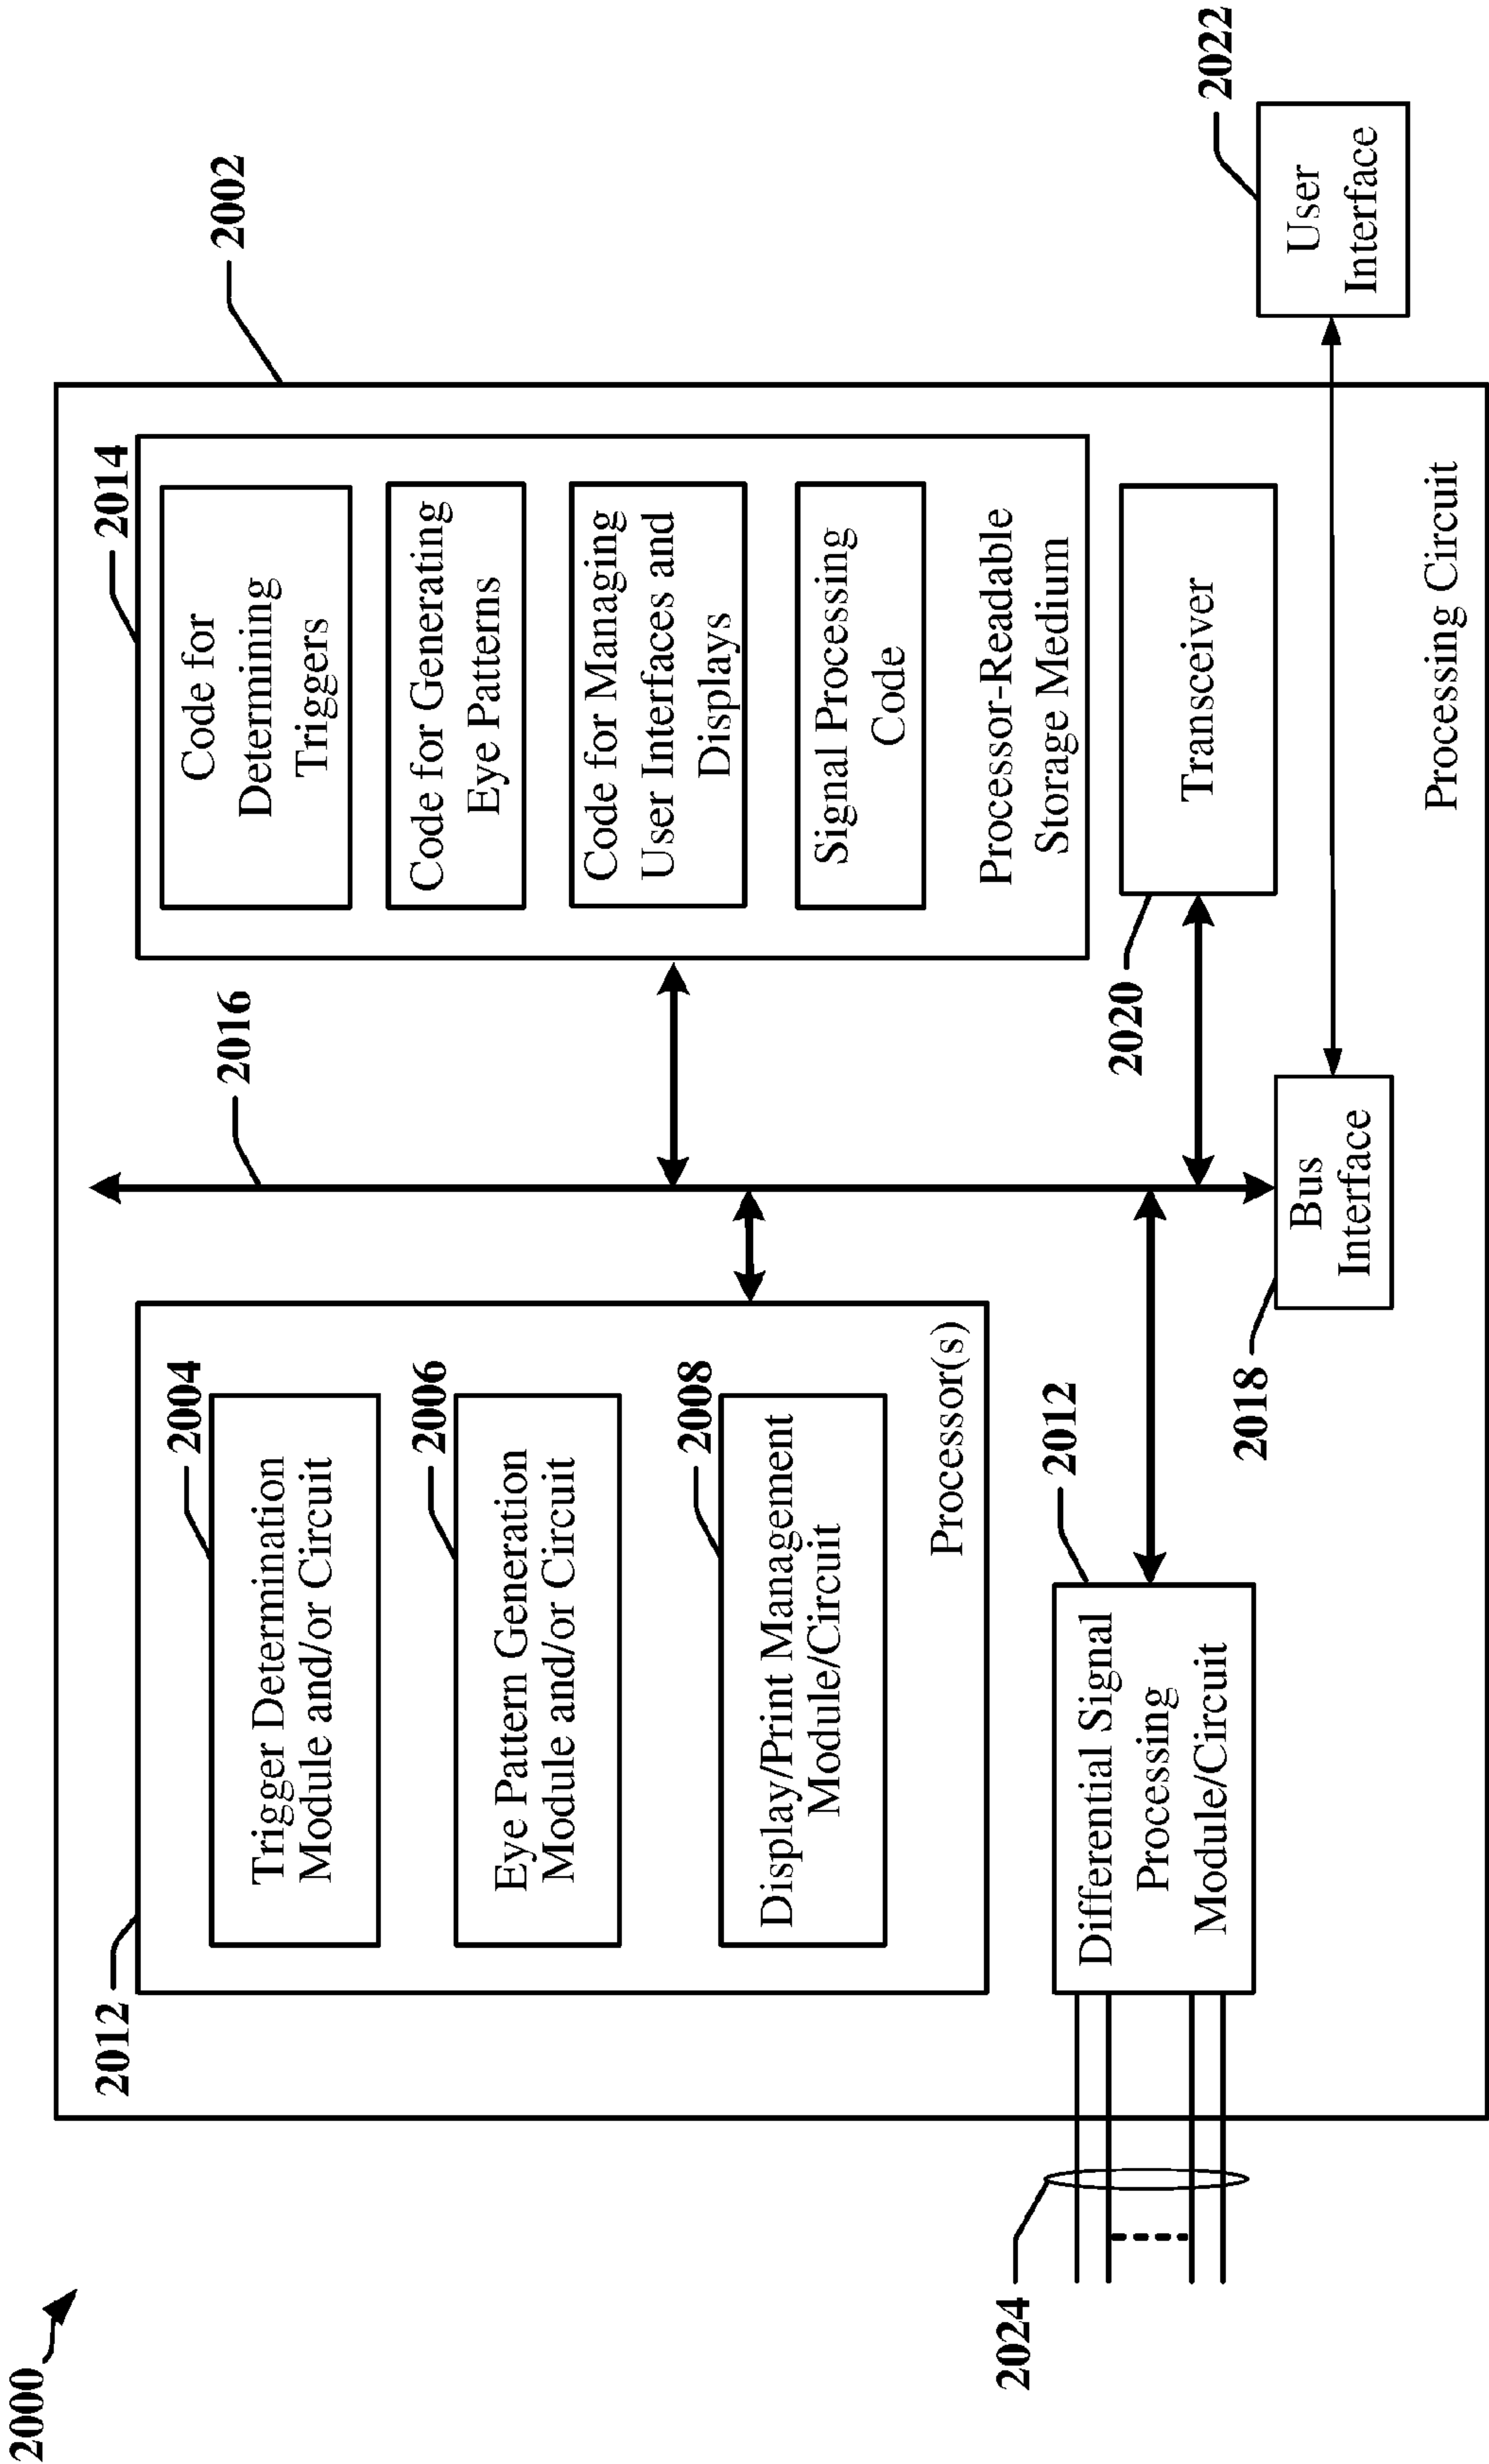 2000
2002
2012
2004
Trigger Determination
Module and/or Circuit
2006
Eye Pattern Generation
Module and/or Circuit
2008
Display/Print Management
Module/Circuit
Processor(s)
2016
2014
Code for
Determining
Triggers
Code for Generating
Eye Patterns
Code for Managing
User Interfaces and
Displays
Signal Processing
Code
Processor-Readable
Storage Medium
2024
2012
Differential Signal
Processing
Module/Circuit
2018
Bus
Interface
2020
Transceiver
Processing Circuit
2022
User
Interface